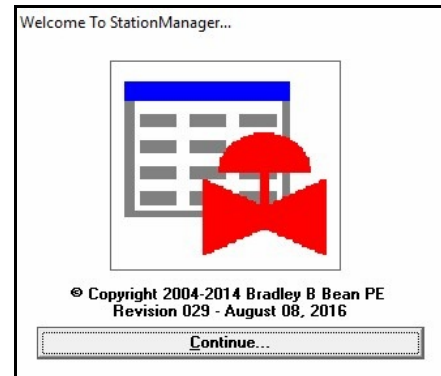 Welcome To StationManager...
© Copyright 2004-2014 Bradley B Bean PE
Revision 029 - August 08, 2016
Continue...